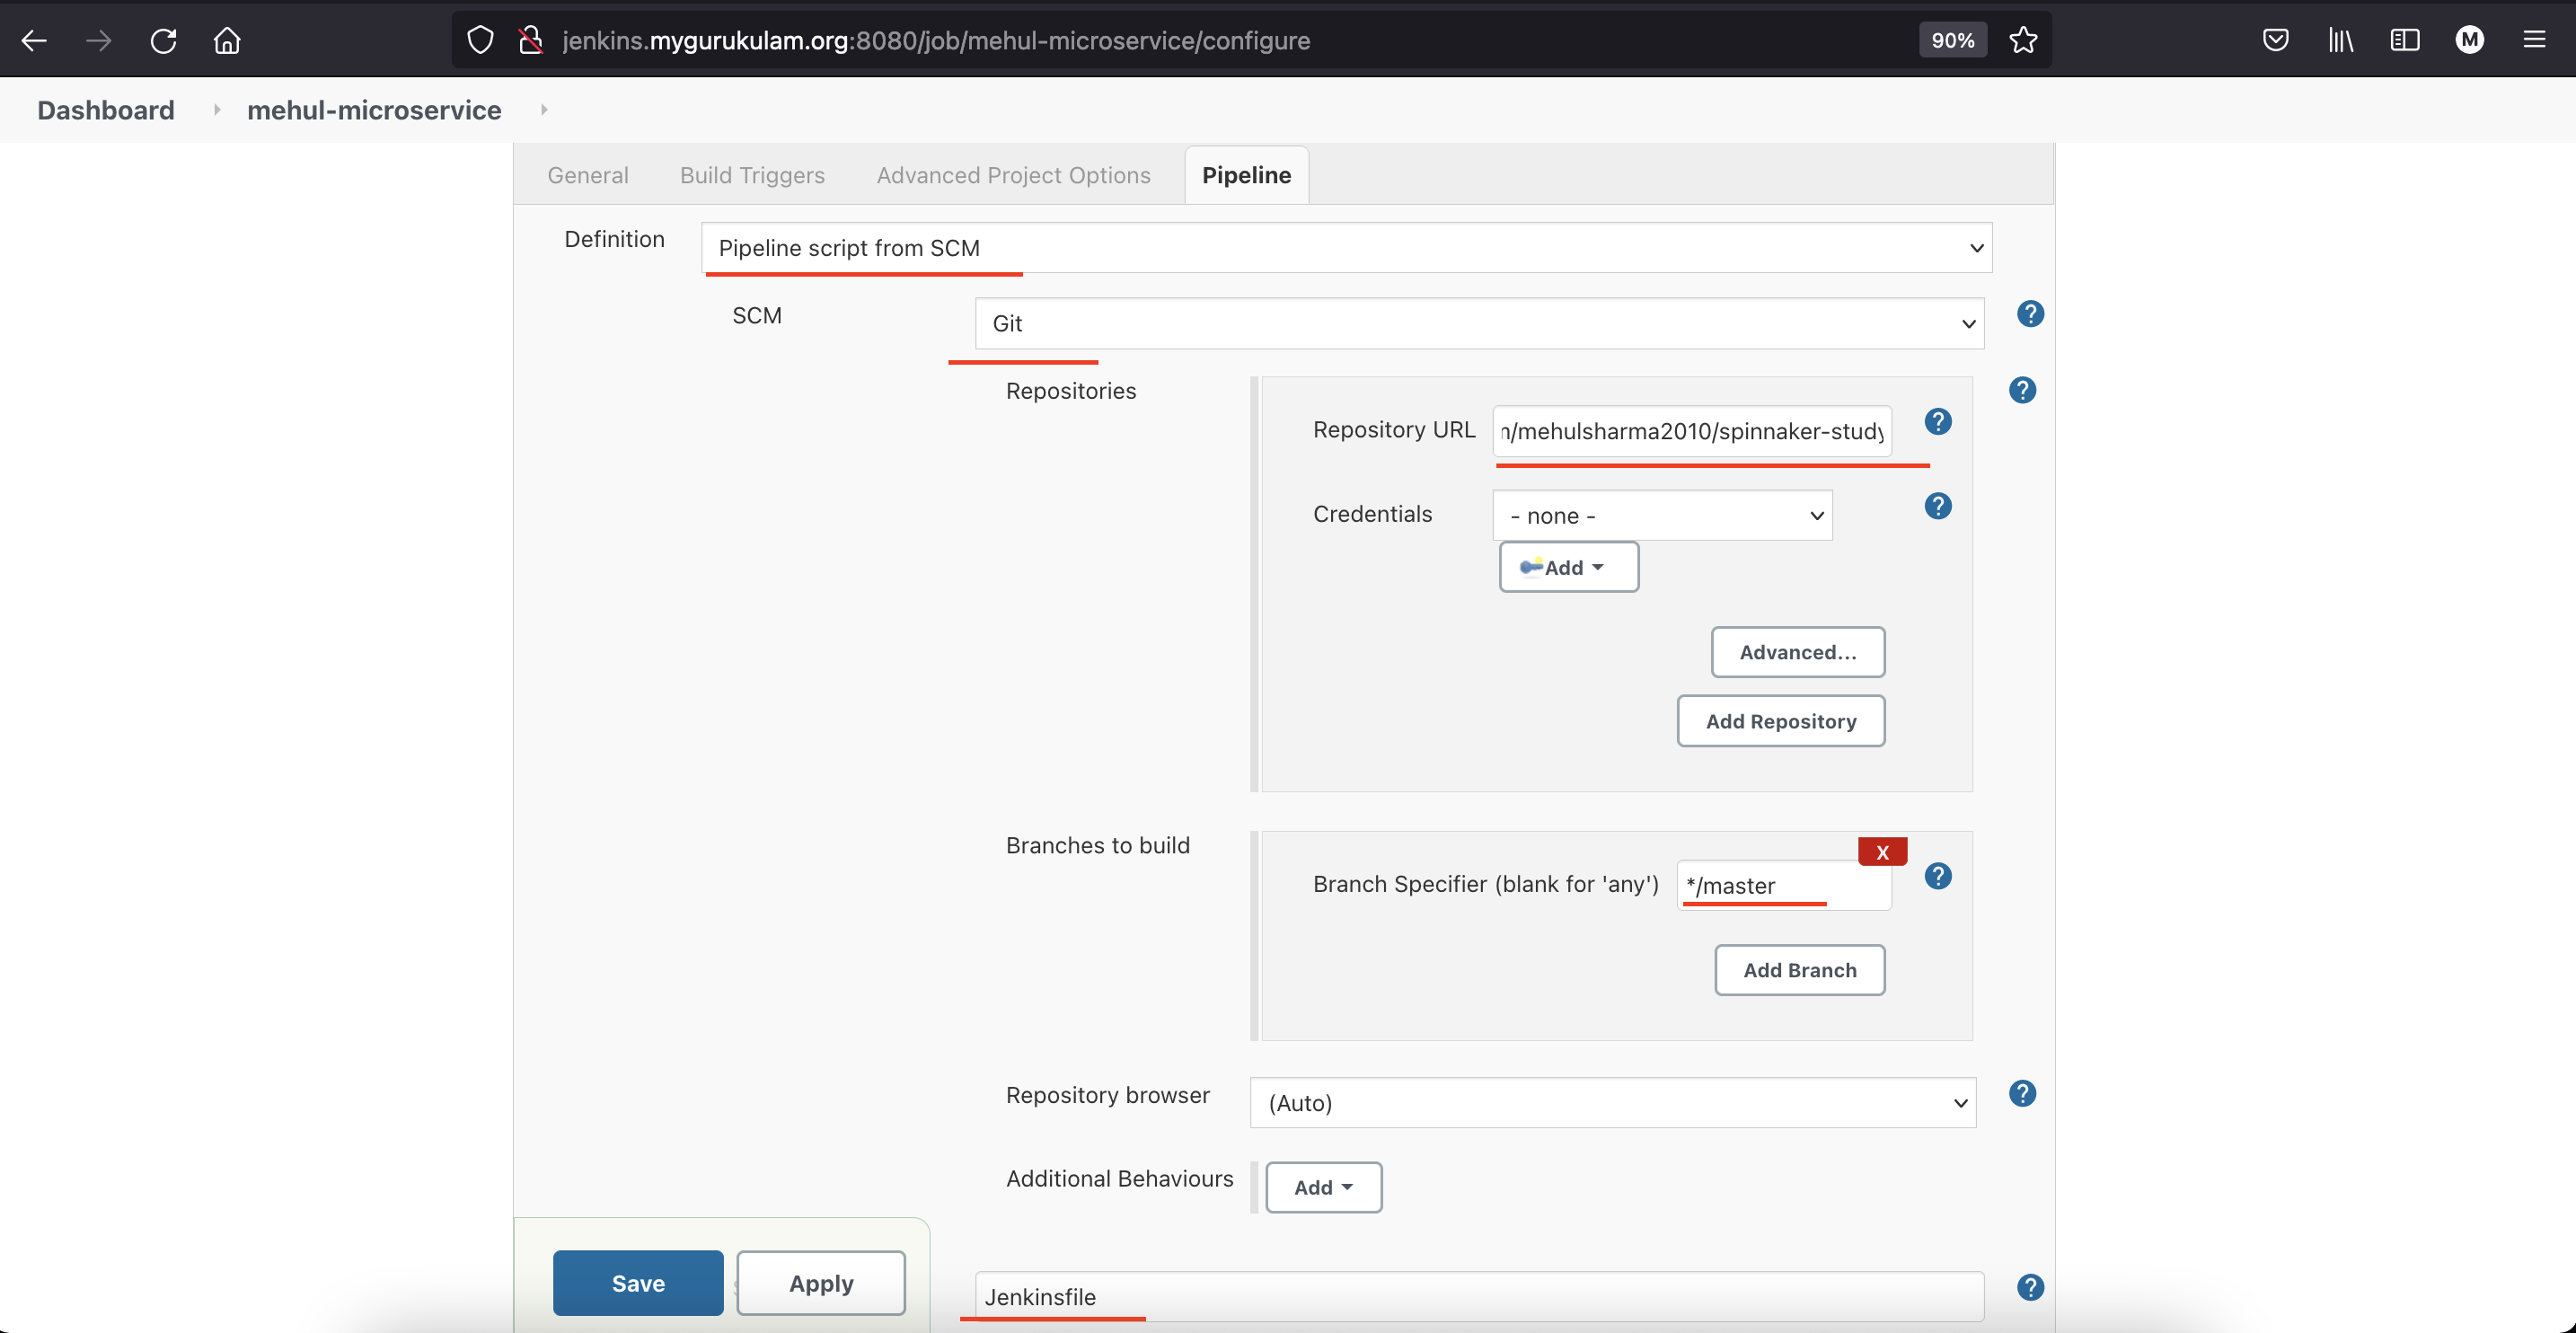 jenkins.mygurukulam.org:8080/job/mehul-microservice/configure
90%
M
Dashboard
mehul-microservice
General
Build Triggers
Advanced Project Options
Pipeline
Definition
Pipeline script from SCM
SCM
Git
?
Repositories
?
Repository URL
/mehulsharma2010/spinnaker-study
?
Credentials
- none -
?
Add
Advanced...
Add Repository
Branches to build
X
Branch Specifier (blank for 'any')
*/master
?
Add Branch
Repository browser
(Auto)
?
Additional Behaviours
Add
Save
Apply
Jenkinsfile
?